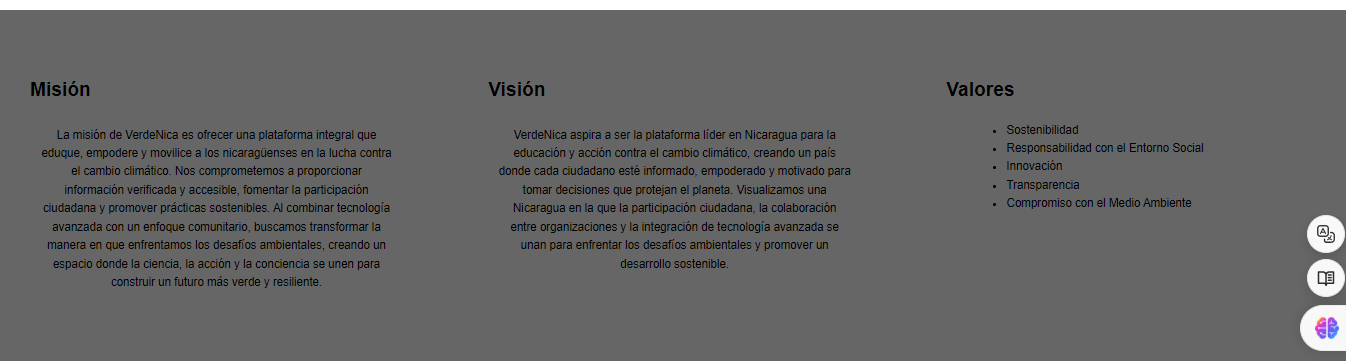 Misión
La misión de VerdeNica es ofrecer una plataforma integral que
eduque, empodere y movilice a los nicaragüenses en la lucha contra
el cambio climático. Nos comprometemos a proporcionar
información verificada y accesible, fomentar la participación
ciudadana y promover prácticas sostenibles. Al combinar tecnología
avanzada con un enfoque comunitario, buscamos transformar la
manera en que enfrentamos los desafíos ambientales, creando un
espacio donde la ciencia, la acción y la conciencia se unen para
construir un futuro más verde y resiliente.
Visión
VerdeNica aspira a ser la plataforma líder en Nicaragua para la
educación y acción contra el cambio climático, creando un país
donde cada ciudadano esté informado, empoderado y motivado para
tomar decisiones que protejan el planeta. Visualizamos una
Nicaragua en la que la participación ciudadana, la colaboración
entre organizaciones y la integración de tecnología avanzada se
unan para enfrentar los desafíos ambientales y promover un
desarrollo sostenible.
Valores
• Sostenibilidad
• Responsabilidad con el Entorno Social
• Innovación
• Transparencia
• Compromiso con el Medio Ambiente